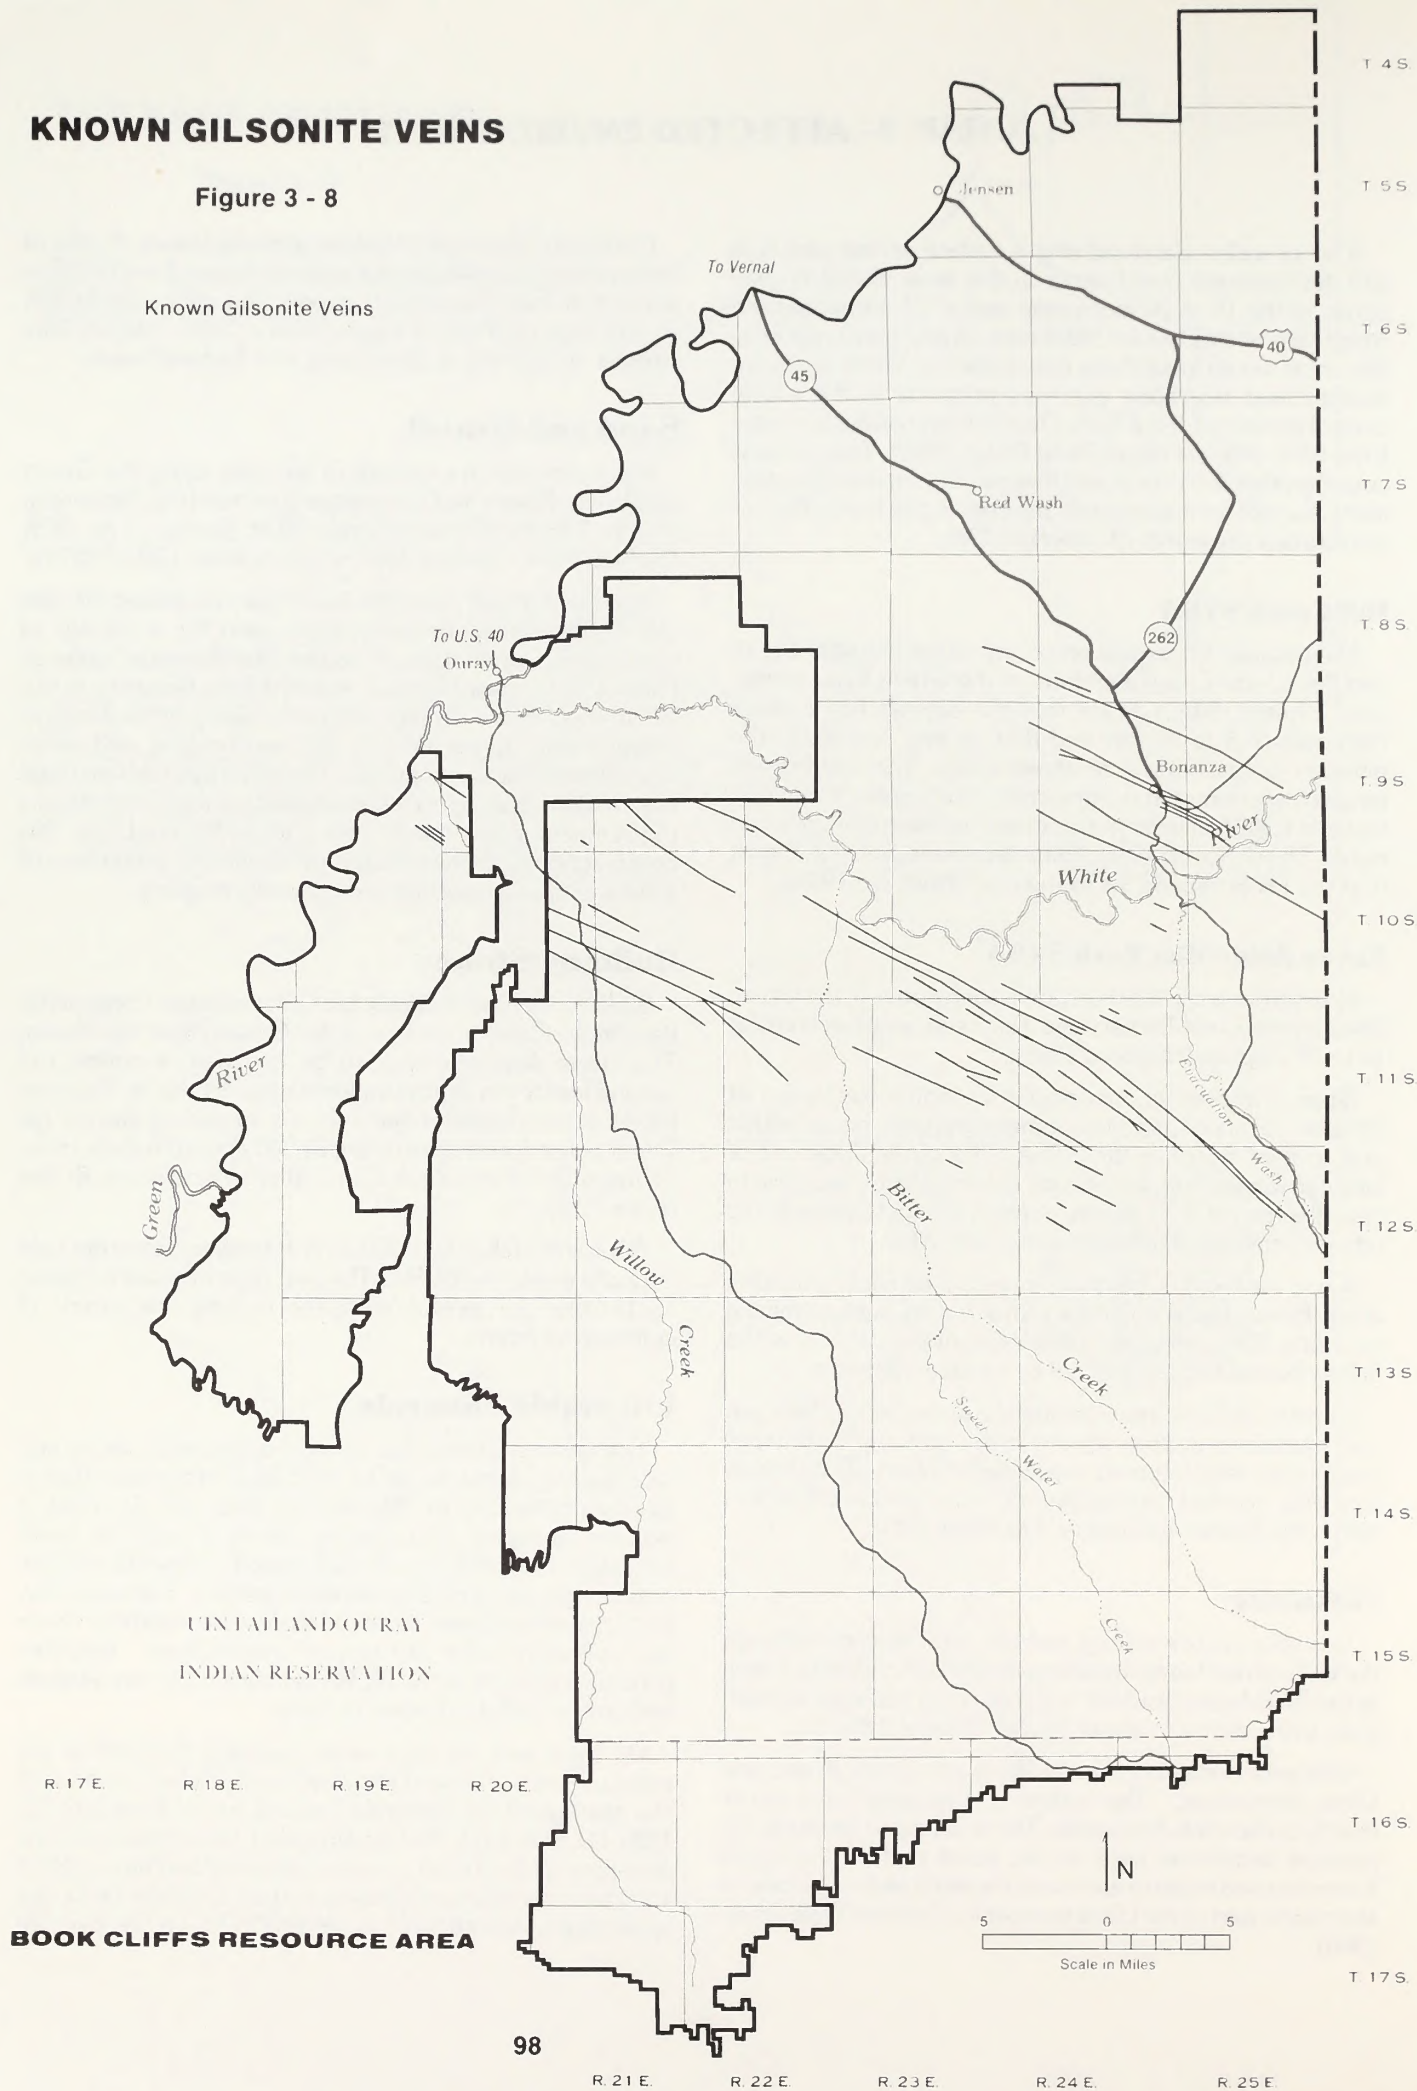 KNOWN GILSONITE VEINS
Figure 3 - 8
Known Gilsonite Veins
T 4 S.
T 5 S.
T 6 S.
T 7 S
T. 8 S.
T. 9 S
T. 10 S
T. 11 S
T. 12 S.
T. 13 S
T. 14 S.
T. 15 S.
T. 16 S.
T. 17 S.
Jensen
To Vernal
40
45
Red Wash
262
To U.S. 40
Ouray
Bonanza
River
White
Evacuation
Wash
River
Green
Bitter
Creek
Willow
Creek
Sweet
Water
Creek
UINTAH AND OURAY
INDIAN RESERVATION
R. 17 E.
R. 18 E.
R. 19 E.
R. 20 E.
N
5 0 5
Scale in Miles
BOOK CLIFFS RESOURCE AREA
98
R. 21 E.
R. 22 E.
R. 23 E.
R. 24 E.
R. 25 E.